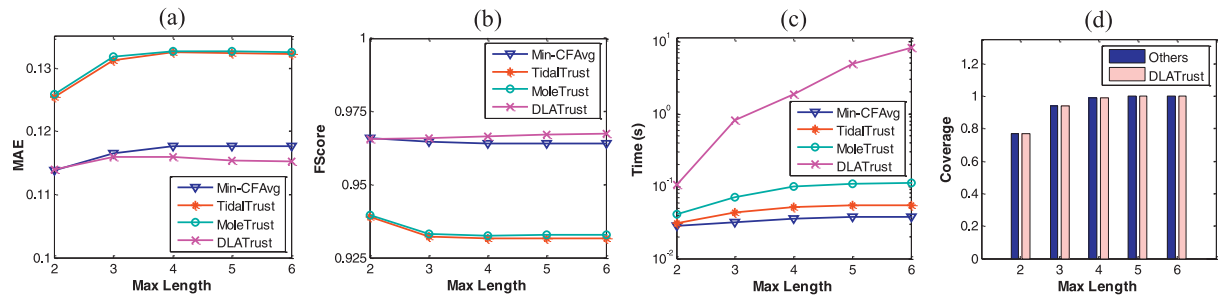 (a)
MAE
0.133
0.12
0.111
0.1
2 3 4 5 6
Max Length
Min-CFAvg
TidalTrust
MoleTrust
DLATrust
(b)
FScore
1
0.975
0.95
0.925
2 3 4 5 6
Max Length
Min-CFAvg
TidalTrust
MoleTrust
DLATrust
(c)
Time (s)
10^1
10^0
10^-1
10^-2
2 3 4 5 6
Max Length
Min-CFAvg
TidalTrust
MoleTrust
DLATrust
(d)
Coverage
1.2
1
0.8
0.6
0.4
0.2
0
2 3 4 5 6
Max Length
Others
DLATrust